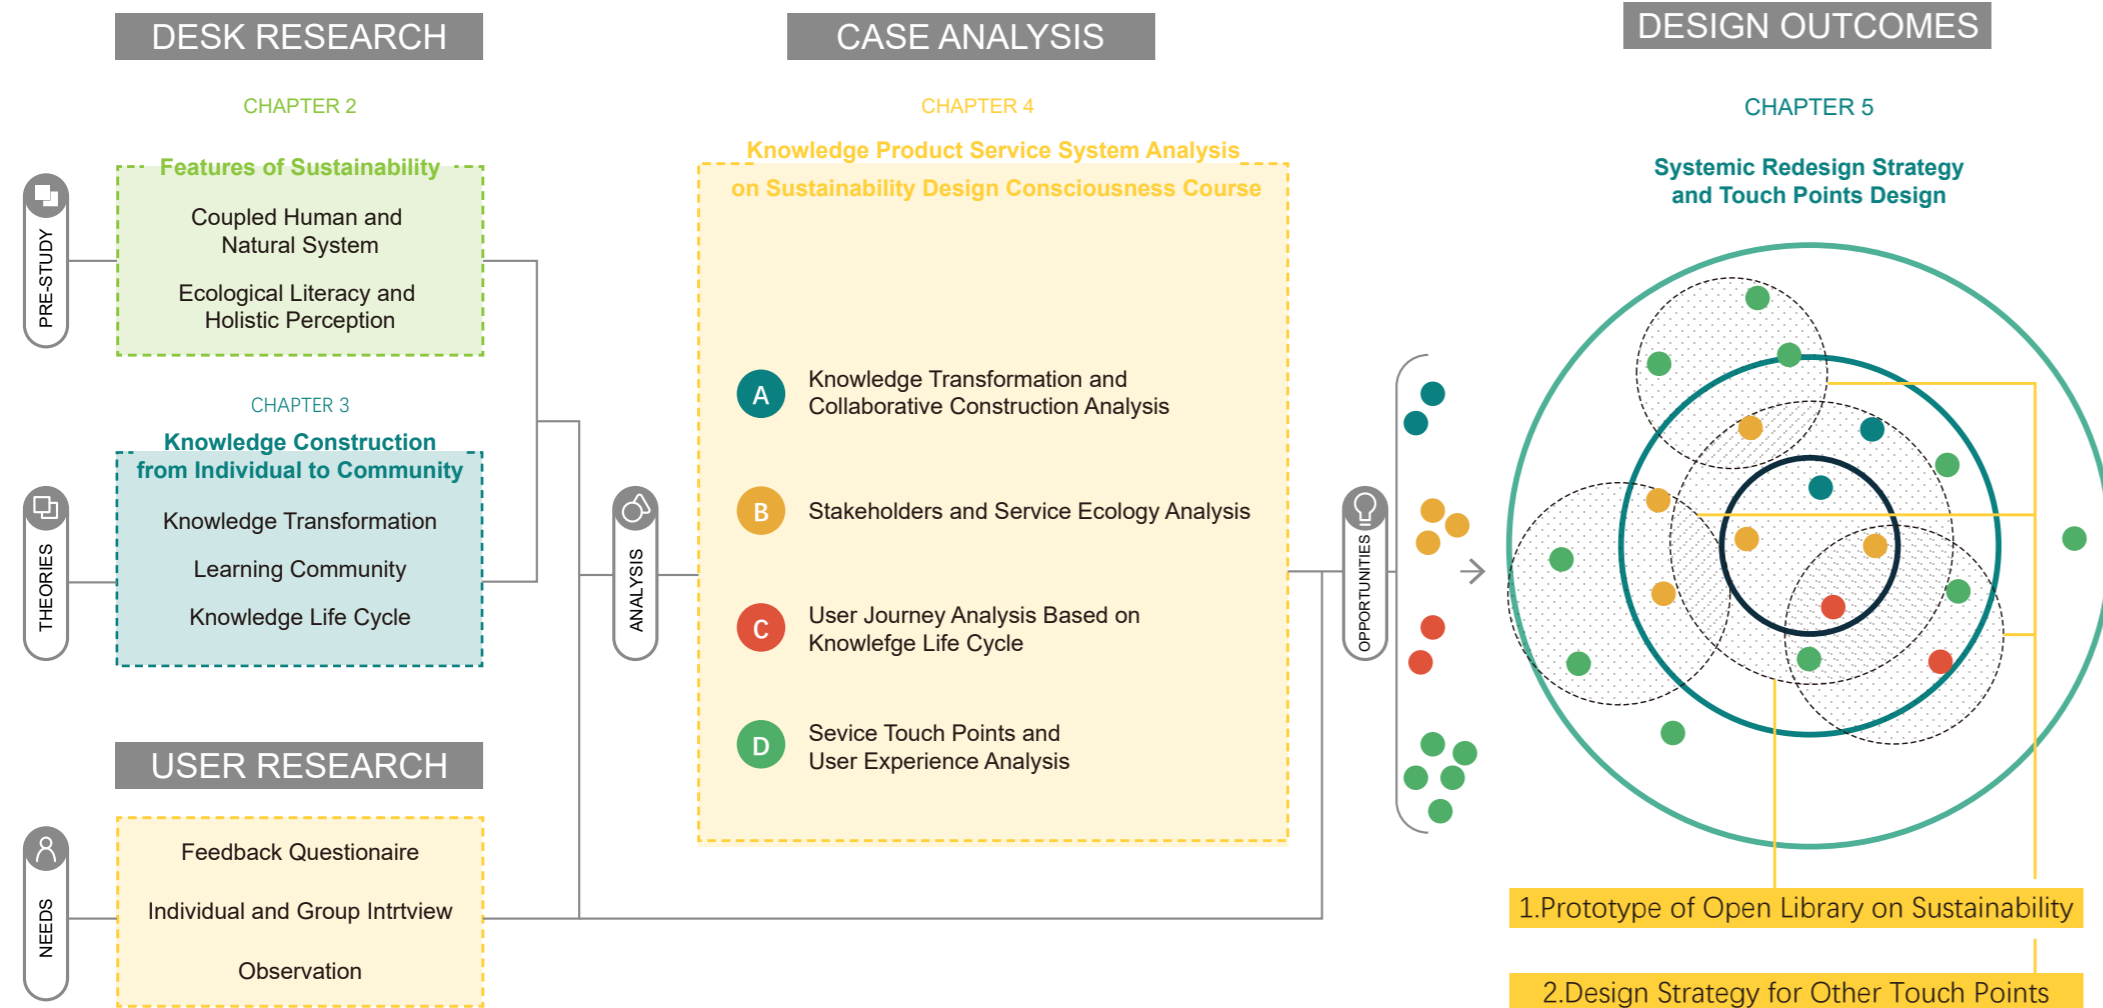 DESK RESEARCH
CHAPTER 2
Features of Sustainability
Coupled Human and
Natural System
Ecological Literacy and
Holistic Perception
PRE-STUDY
CHAPTER 3
Knowledge Construction
from Individual to Community
Knowledge Transformation
Learning Community
Knowledge Life Cycle
THEORIES
USER RESEARCH
Feedback Questionaire
Individual and Group Intrtview
Observation
NEEDS
ANALYSIS
CASE ANALYSIS
CHAPTER 4
Knowledge Product Service System Analysis
on Sustainability Design Consciousness Course
A
Knowledge Transformation and
Collaborative Construction Analysis
B
Stakeholders and Service Ecology Analysis
C
User Journey Analysis Based on
Knowlefge Life Cycle
D
Sevice Touch Points and
User Experience Analysis
OPPORTUNITIES
DESIGN OUTCOMES
CHAPTER 5
Systemic Redesign Strategy
and Touch Points Design
1.Prototype of Open Library on Sustainability
2.Design Strategy for Other Touch Points